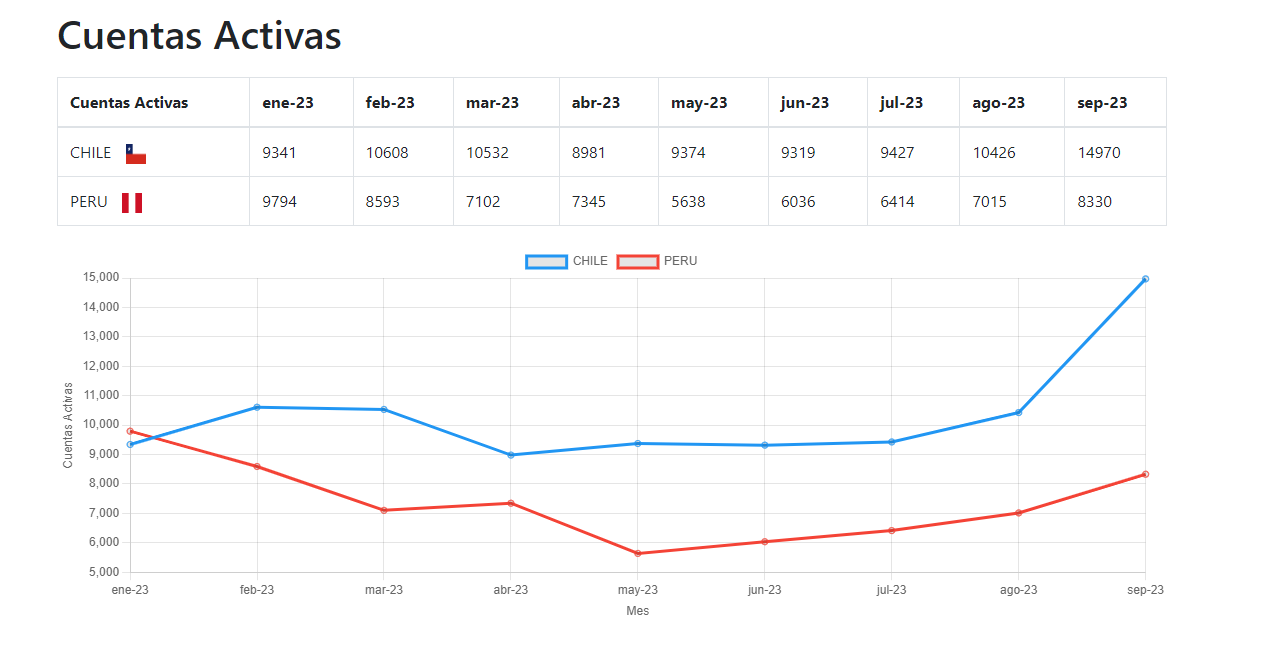 Cuentas Activas
Cuentas Activas ene-23 feb-23 mar-23 abr-23 may-23 jun-23 jul-23 ago-23 sep-23
CHILE 9341 10608 10532 8981 9374 9319 9427 10426 14970
PERU 9794 8593 7102 7345 5638 6036 6414 7015 8330
CHILE PERU
15,000
14,000
13,000
12,000
11,000
10,000
9,000
8,000
7,000
6,000
5,000
Cuentas Activas
ene-23 feb-23 mar-23 abr-23 may-23 jun-23 jul-23 ago-23 sep-23
Mes